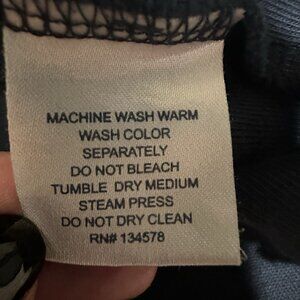 MACHINE WASH WARM
WASH COLOR
SEPARATELY
DO NOT BLEACH
TUMBLE DRY MEDIUM
STEAM PRESS
DO NOT DRY CLEAN
RN# 134578